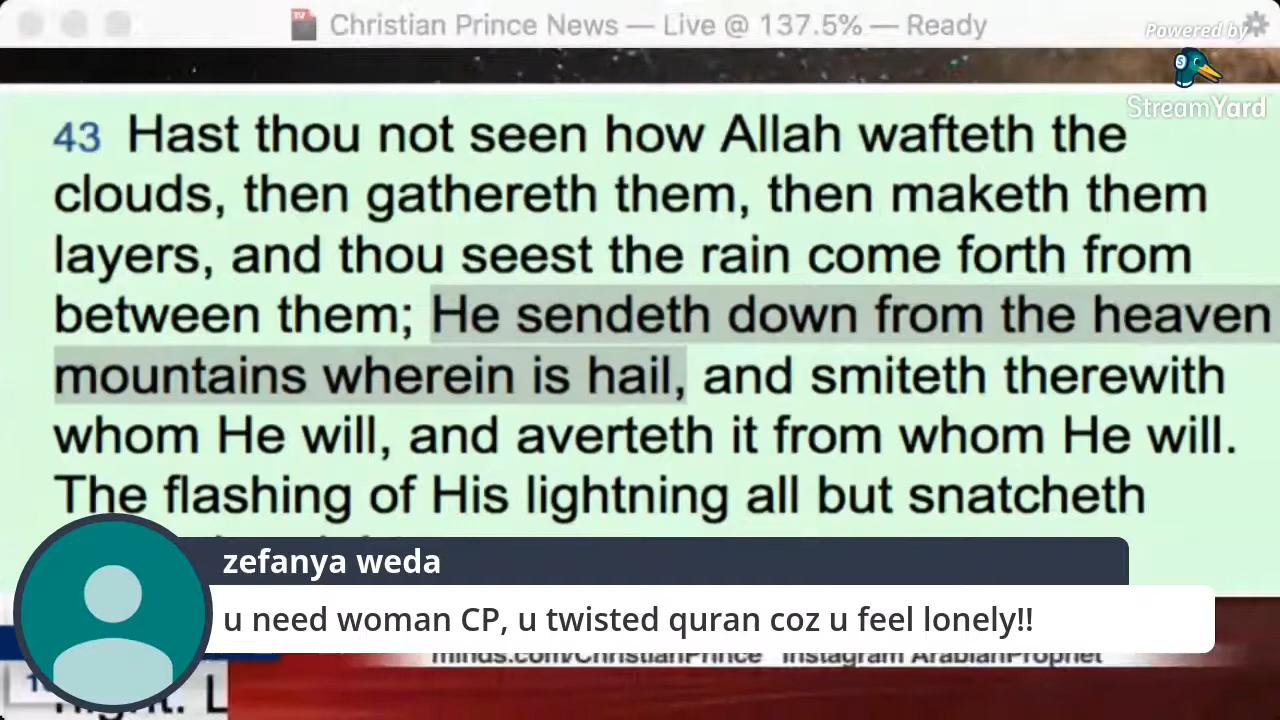 Christian Prince News — Live @ 137.5% — Ready
Powered by
StreamYard
43 Hast thou not seen how Allah wafteth the
clouds, then gathereth them, then maketh them
layers, and thou seest the rain come forth from
between them; He sendeth down from the heaven
mountains wherein is hail, and smiteth therewith
whom He will, and averteth it from whom He will.
The flashing of His lightning all but snatcheth
zefanya weda
u need woman CP, u twisted quran coz u feel lonely!!
minds.com/ChristianPrince Instagram ArabianProphet